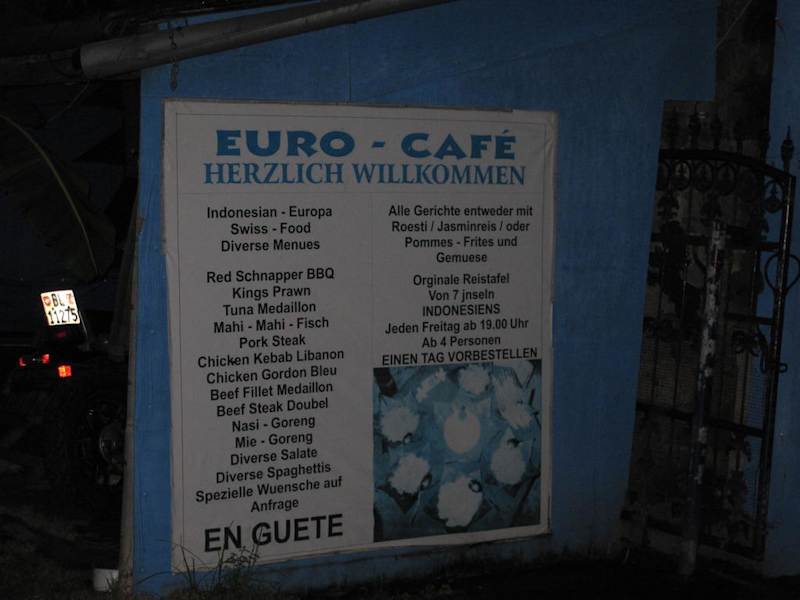 EURO - CAFÉ
HERZLICH WILLKOMMEN
Indonesian - Europa
Swiss - Food
Diverse Menues
Red Schnapper BBQ
Kings Prawn
Tuna Medaillon
Mahi - Mahi - Fisch
Pork Steak
Chicken Kebab Libanon
Chicken Gordon Bleu
Beef Fillet Medaillon
Beef Steak Doubel
Nasi - Goreng
Mie - Goreng
Diverse Salate
Diverse Spaghettis
Spezielle Wuensche auf
Anfrage
EN GUETE
Alle Gerichte entweder mit
Roesti / Jasminreis / oder
Pommes - Frites und
Gemuese
Orginale Reistafel
Von 7 jnseln
INDONESIENS
Jeden Freitag ab 19.00 Uhr
Ab 4 Personen
EINEN TAG VORBESTELLEN
BL
11275